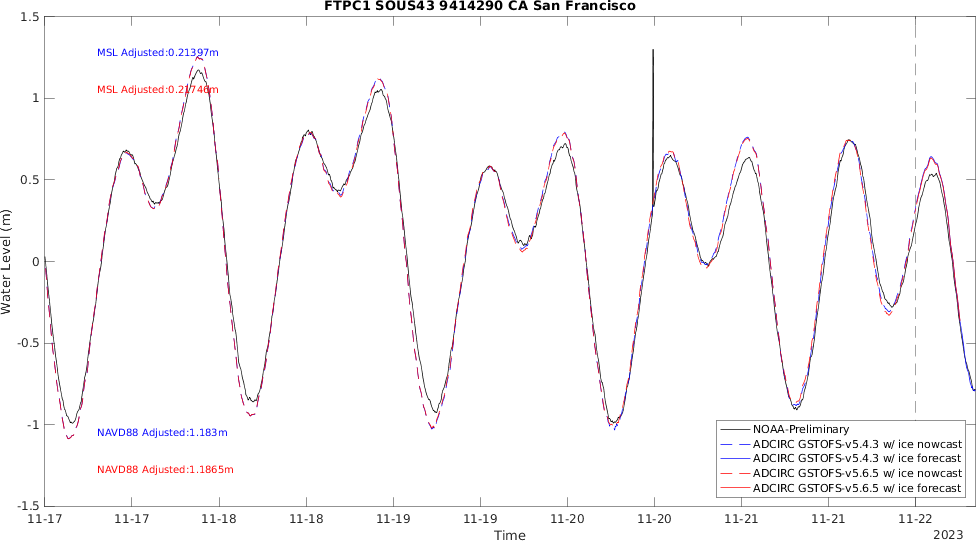 FTPC1 SOUS43 9414290 CA San Francisco
1.5
MSL Adjusted:0.21397m
MSL Adjusted:0.21746m
1
0.5
0
-0.5
-1
-1.5
Water Level (m)
NAVD88 Adjusted:1.183m
NAVD88 Adjusted:1.1865m
NOAA-Preliminary
ADCIRC GSTOFS-v5.4.3 w/ ice nowcast
ADCIRC GSTOFS-v5.4.3 w/ ice forecast
ADCIRC GSTOFS-v5.6.5 w/ ice nowcast
ADCIRC GSTOFS-v5.6.5 w/ ice forecast
11-17 11-17 11-18 11-18 11-19 11-19 11-20 11-20 11-21 11-21 11-22
Time
2023